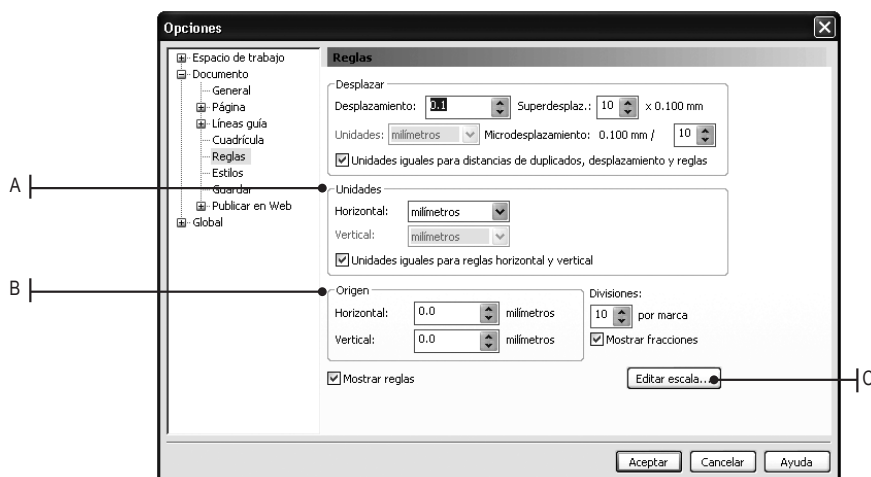 Opciones
Espacio de trabajo
Documento
General
Página
Líneas guía
Cuadrícula
Reglas
Estilos
Guardar
Publicar en Web
Global
Reglas
Desplazar
Desplazamiento: 0.1 Superdesplaz.: 10 x 0.100 mm
Unidades: milímetros Microdesplazamiento: 0.100 mm / 10
Unidades iguales para distancias de duplicados, desplazamiento y reglas
A
Unidades
Horizontal: milímetros
Vertical: milímetros
Unidades iguales para reglas horizontal y vertical
B
Origen
Horizontal: 0.0 milímetros
Vertical: 0.0 milímetros
Divisiones:
10 por marca
Mostrar fracciones
Mostrar reglas
Editar escala...
C
Aceptar Cancelar Ayuda